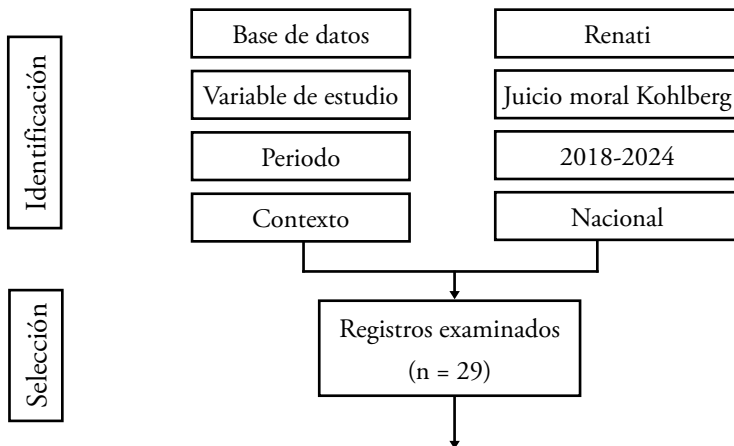 Identificación
Base de datos
Renati
Variable de estudio
Juicio moral Kohlberg
Periodo
2018-2024
Contexto
Nacional
Selección
Registros examinados
(n = 29)